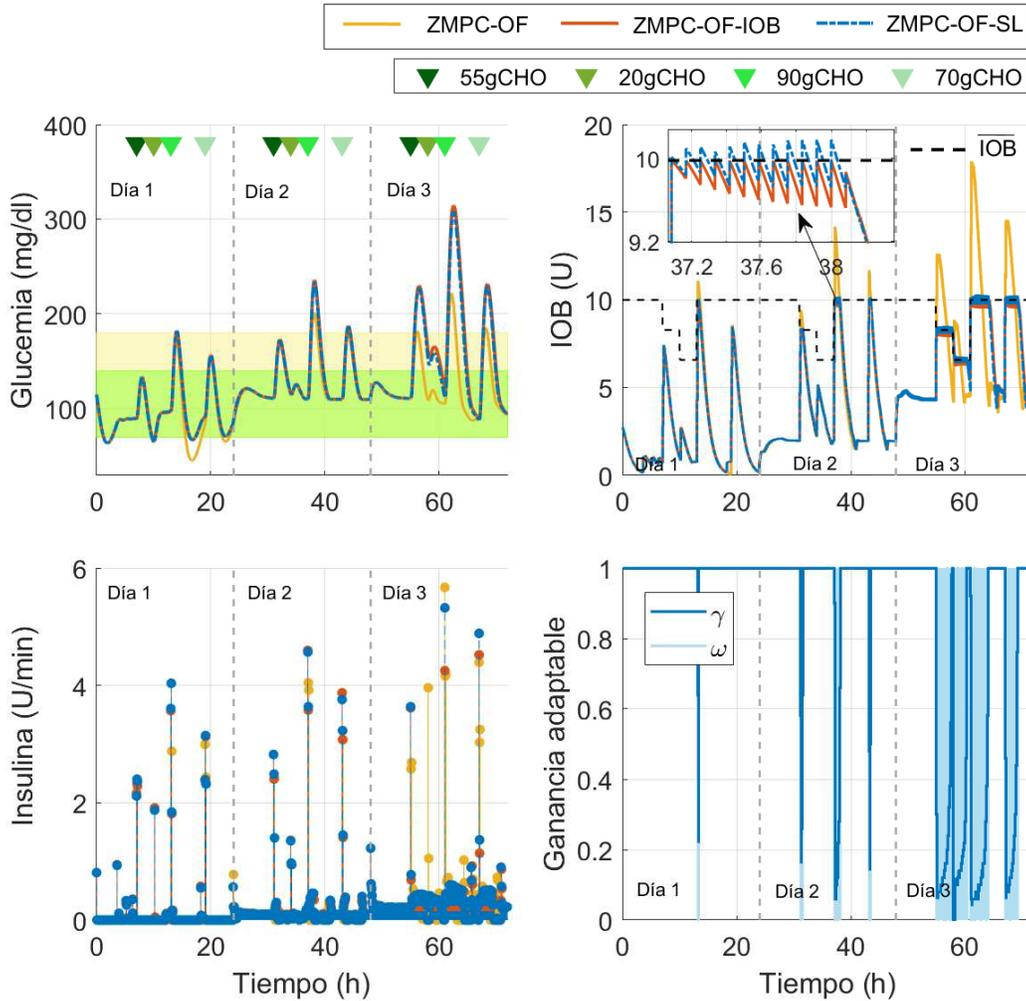 ZMPC-OF ZMPC-OF-IOB ZMPC-OF-SL
55gCHO 20gCHO 90gCHO 70gCHO
400
300
200
100
Glucemia (mg/dl)
Día 1 Día 2 Día 3
0 20 40 60
20
15
10
5
0
IOB (U)
IOB
10
9.2
37.2 37.6 38
Día 1 Día 2 Día 3
0 20 40 60
6
4
2
0
Insulina (U/min)
Día 1 Día 2 Día 3
0 20 40 60
Tiempo (h)
1
0.8
0.6
0.4
0.2
0
Ganancia adaptable
γ
ω
Día 1 Día 2 Día 3
0 20 40 60
Tiempo (h)